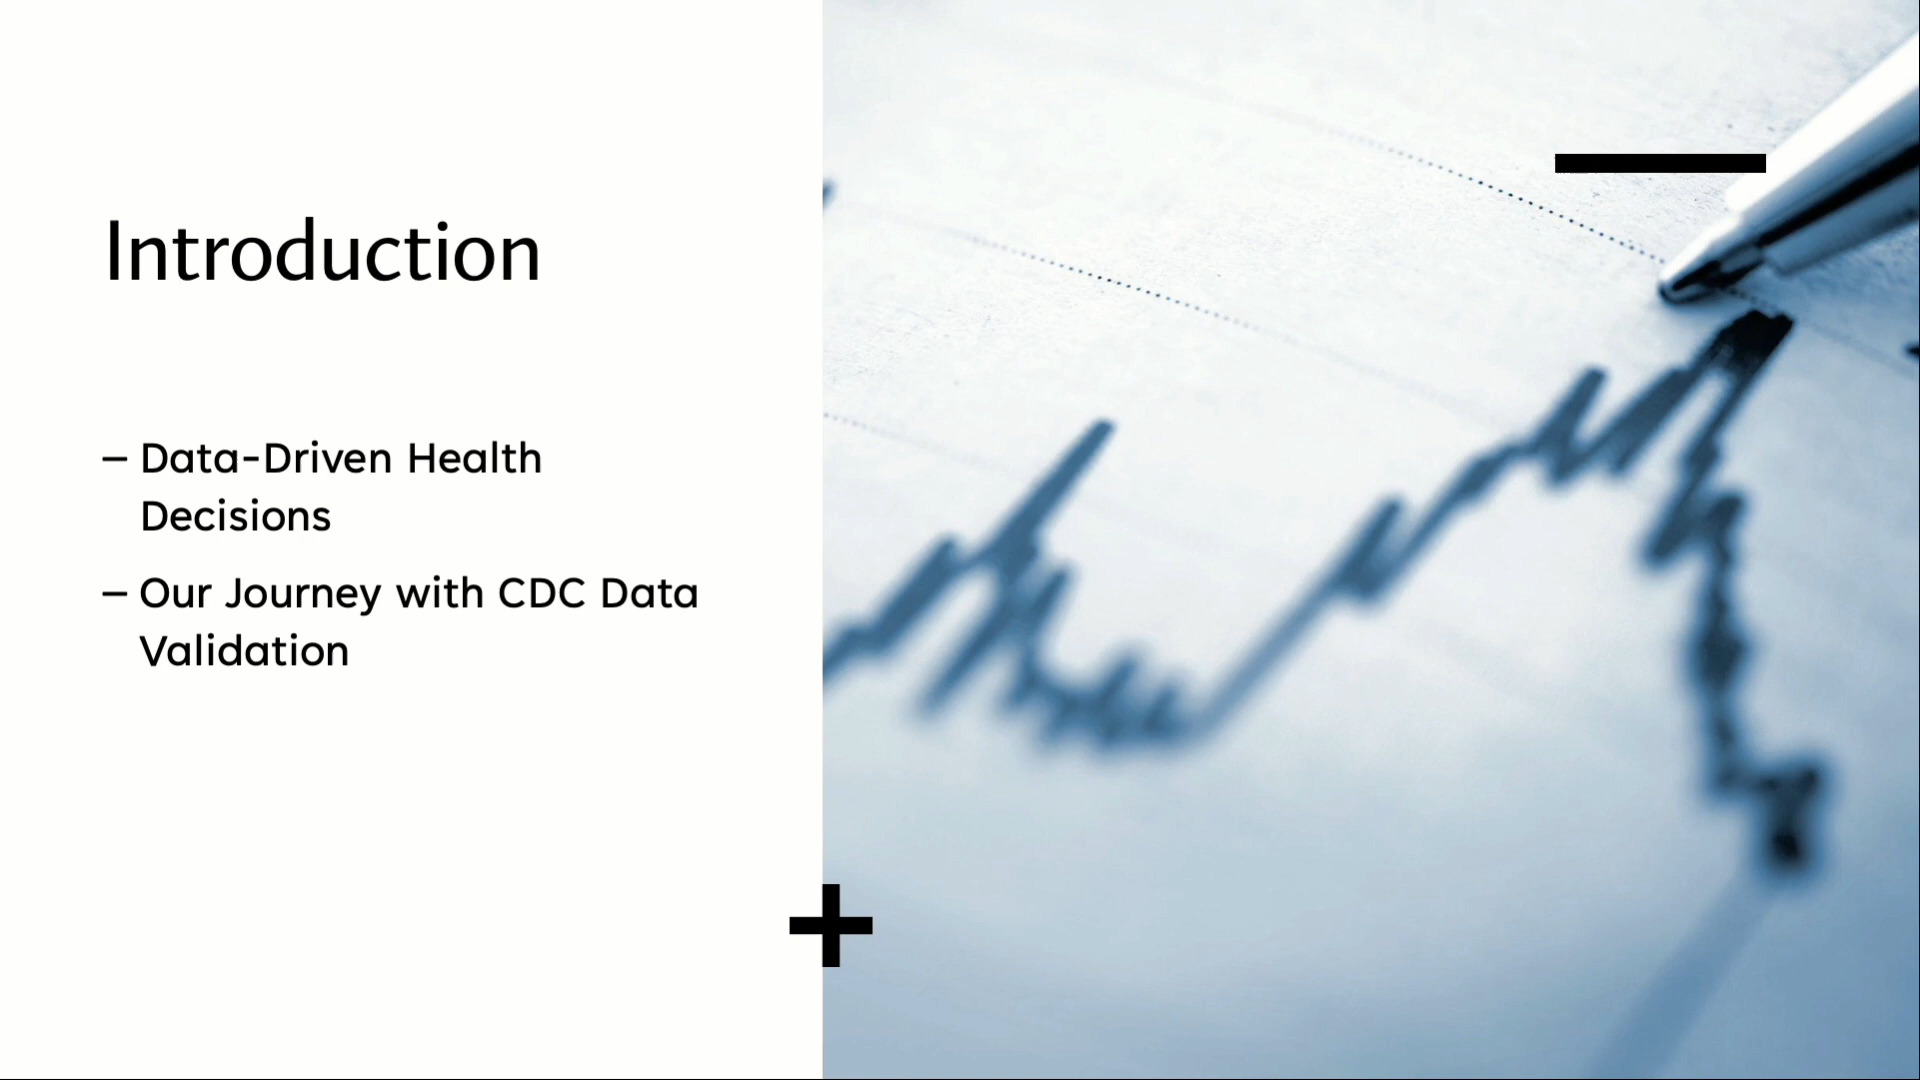 Introduction
– Data-Driven Health
Decisions
– Our Journey with CDC Data
Validation